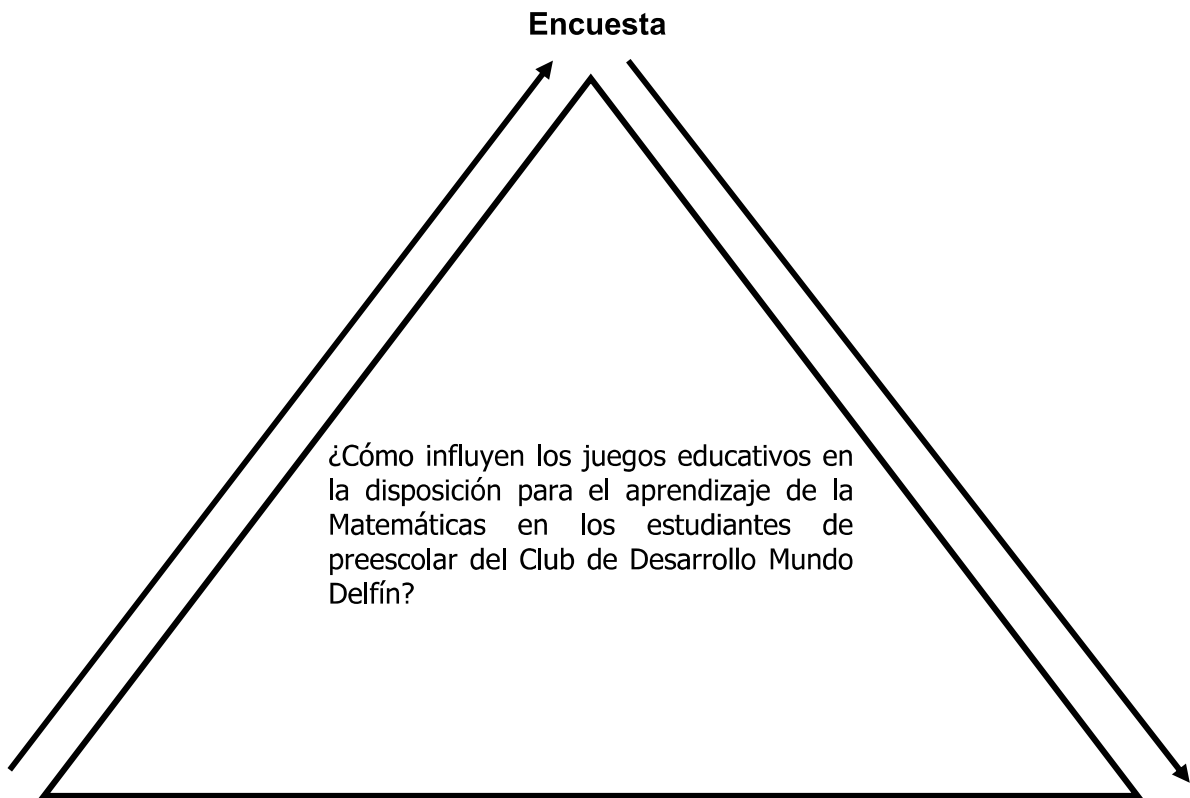 Encuesta
¿Cómo influyen los juegos educativos en
la disposición para el aprendizaje de la
Matemáticas en los estudiantes de
preescolar del Club de Desarrollo Mundo
Delfín?